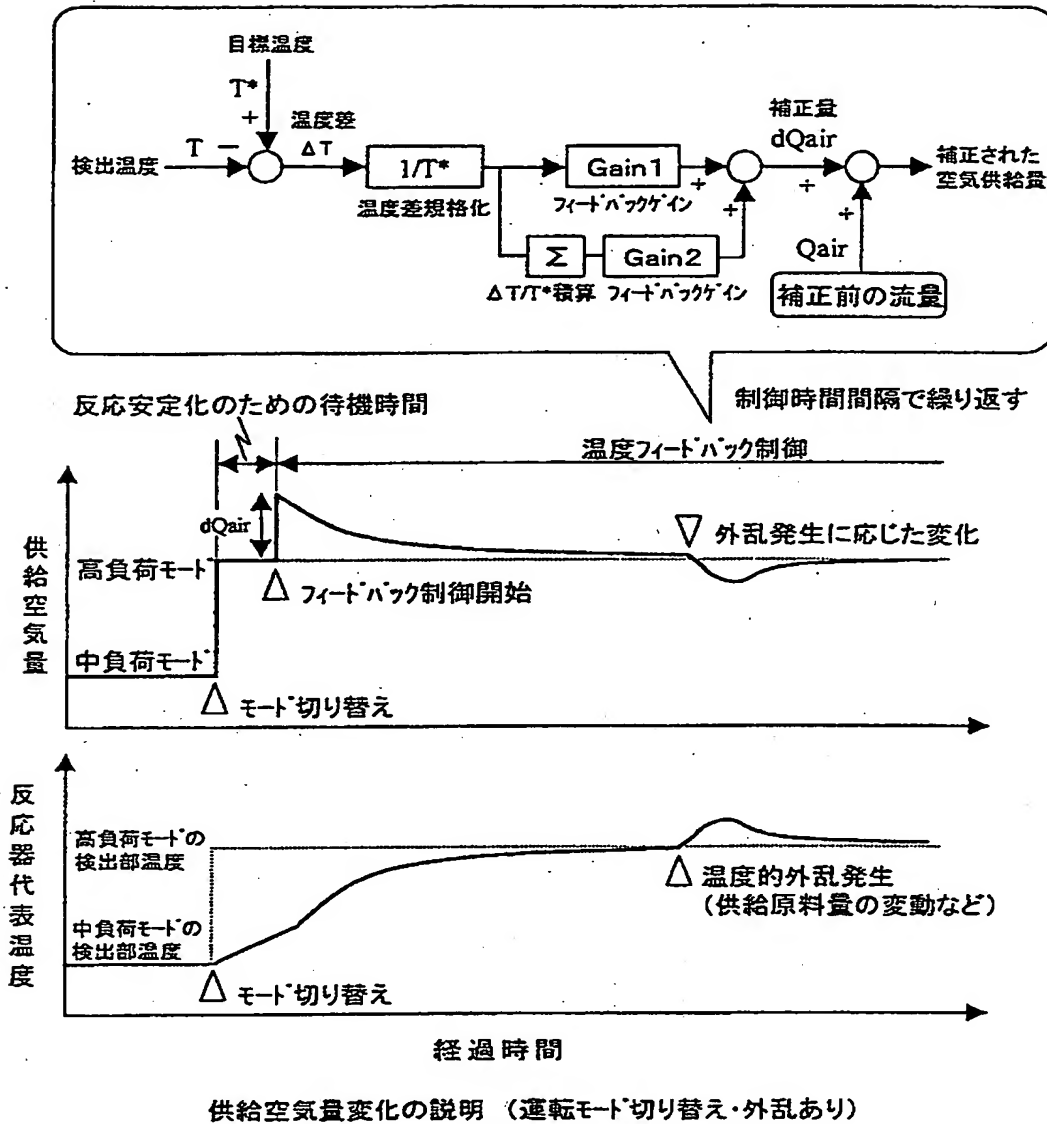 目標温度
T*
+
温度差
ΔT
検出温度
T −
1/T*
温度差規格化
Gain1
フィードバックゲイン
Σ
ΔT/T*積算
Gain2
フィードバックゲイン
+
+
補正量
dQair
+
+
Qair
補正前の流量
補正された
空気供給量
反応安定化のための待機時間
制御時間間隔で繰り返す
温度フィードバック制御
供給空気量
dQair
高負荷モード
フィードバック制御開始
外乱発生に応じた変化
中負荷モード
モード切り替え
反応器代表温度
高負荷モードの
検出部温度
中負荷モードの
検出部温度
温度的外乱発生
(供給原料量の変動など)
モード切り替え
経過時間
供給空気量変化の説明 (運転モード切り替え・外乱あり)